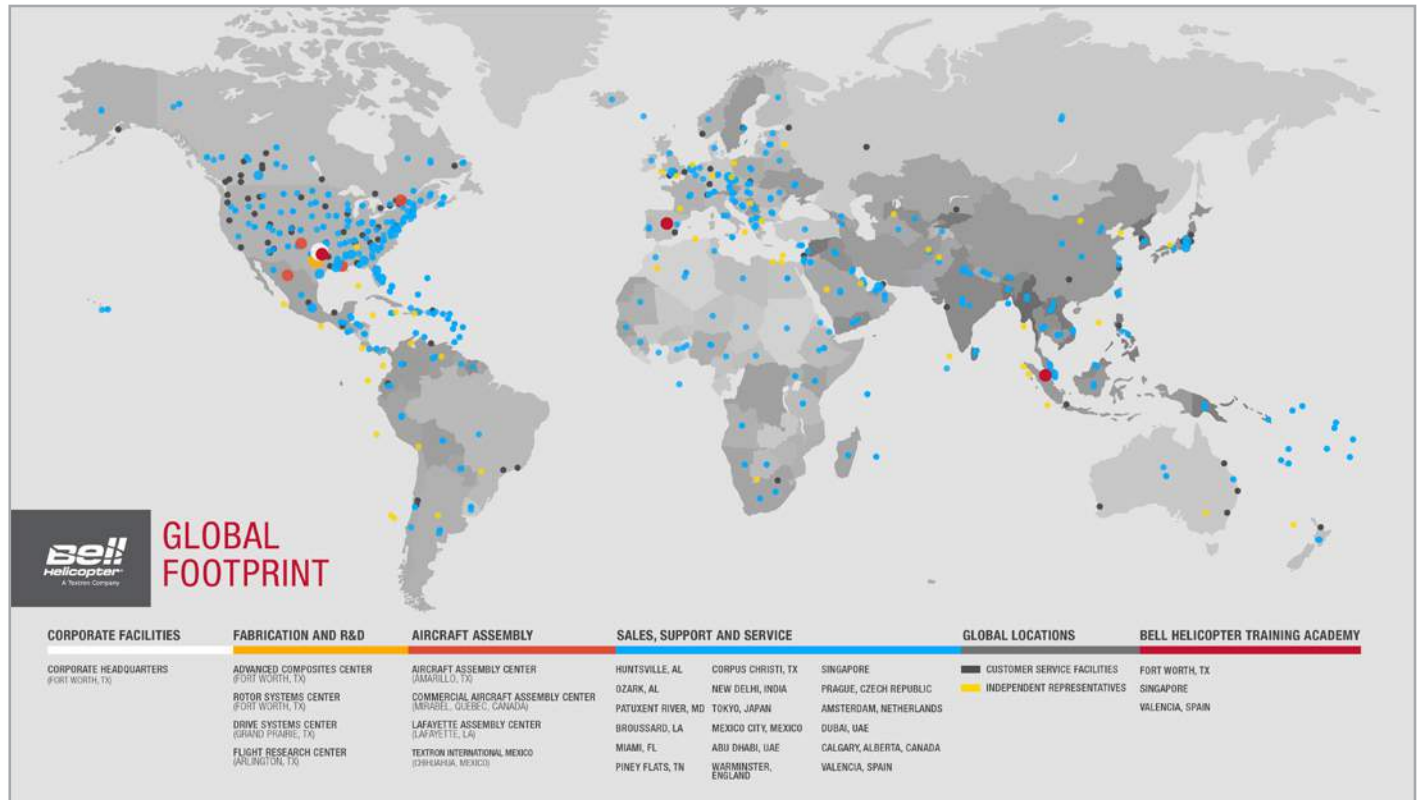 Bell
Helicopter
A Textron Company
GLOBAL
FOOTPRINT
CORPORATE FACILITIES
CORPORATE HEADQUARTERS
(FORT WORTH, TX)
FABRICATION AND R&D
ADVANCED COMPOSITES CENTER
(FORT WORTH, TX)
ROTOR SYSTEMS CENTER
(FORT WORTH, TX)
DRIVE SYSTEMS CENTER
(GRAND PRAIRIE, TX)
FLIGHT RESEARCH CENTER
(ARLINGTON, TX)
AIRCRAFT ASSEMBLY
AIRCRAFT ASSEMBLY CENTER
(AMARILLO, TX)
COMMERCIAL AIRCRAFT ASSEMBLY CENTER
(MIRABEL, QUEBEC, CANADA)
LAFAYETTE ASSEMBLY CENTER
(LAFAYETTE, LA)
TEXTRON INTERNATIONAL MEXICO
(CHIHUAHUA, MEXICO)
SALES, SUPPORT AND SERVICE
HUNTSVILLE, AL
OZARK, AL
PATUXENT RIVER, MD
BROUSSARD, LA
MIAMI, FL
PINEY FLATS, TN
CORPUS CHRISTI, TX
NEW DELHI, INDIA
TOKYO, JAPAN
MEXICO CITY, MEXICO
ABU DHABI, UAE
WARMINSTER,
ENGLAND
SINGAPORE
PRAGUE, CZECH REPUBLIC
AMSTERDAM, NETHERLANDS
DUBAI, UAE
CALGARY, ALBERTA, CANADA
VALENCIA, SPAIN
GLOBAL LOCATIONS
CUSTOMER SERVICE FACILITIES
INDEPENDENT REPRESENTATIVES
BELL HELICOPTER TRAINING ACADEMY
FORT WORTH, TX
SINGAPORE
VALENCIA, SPAIN